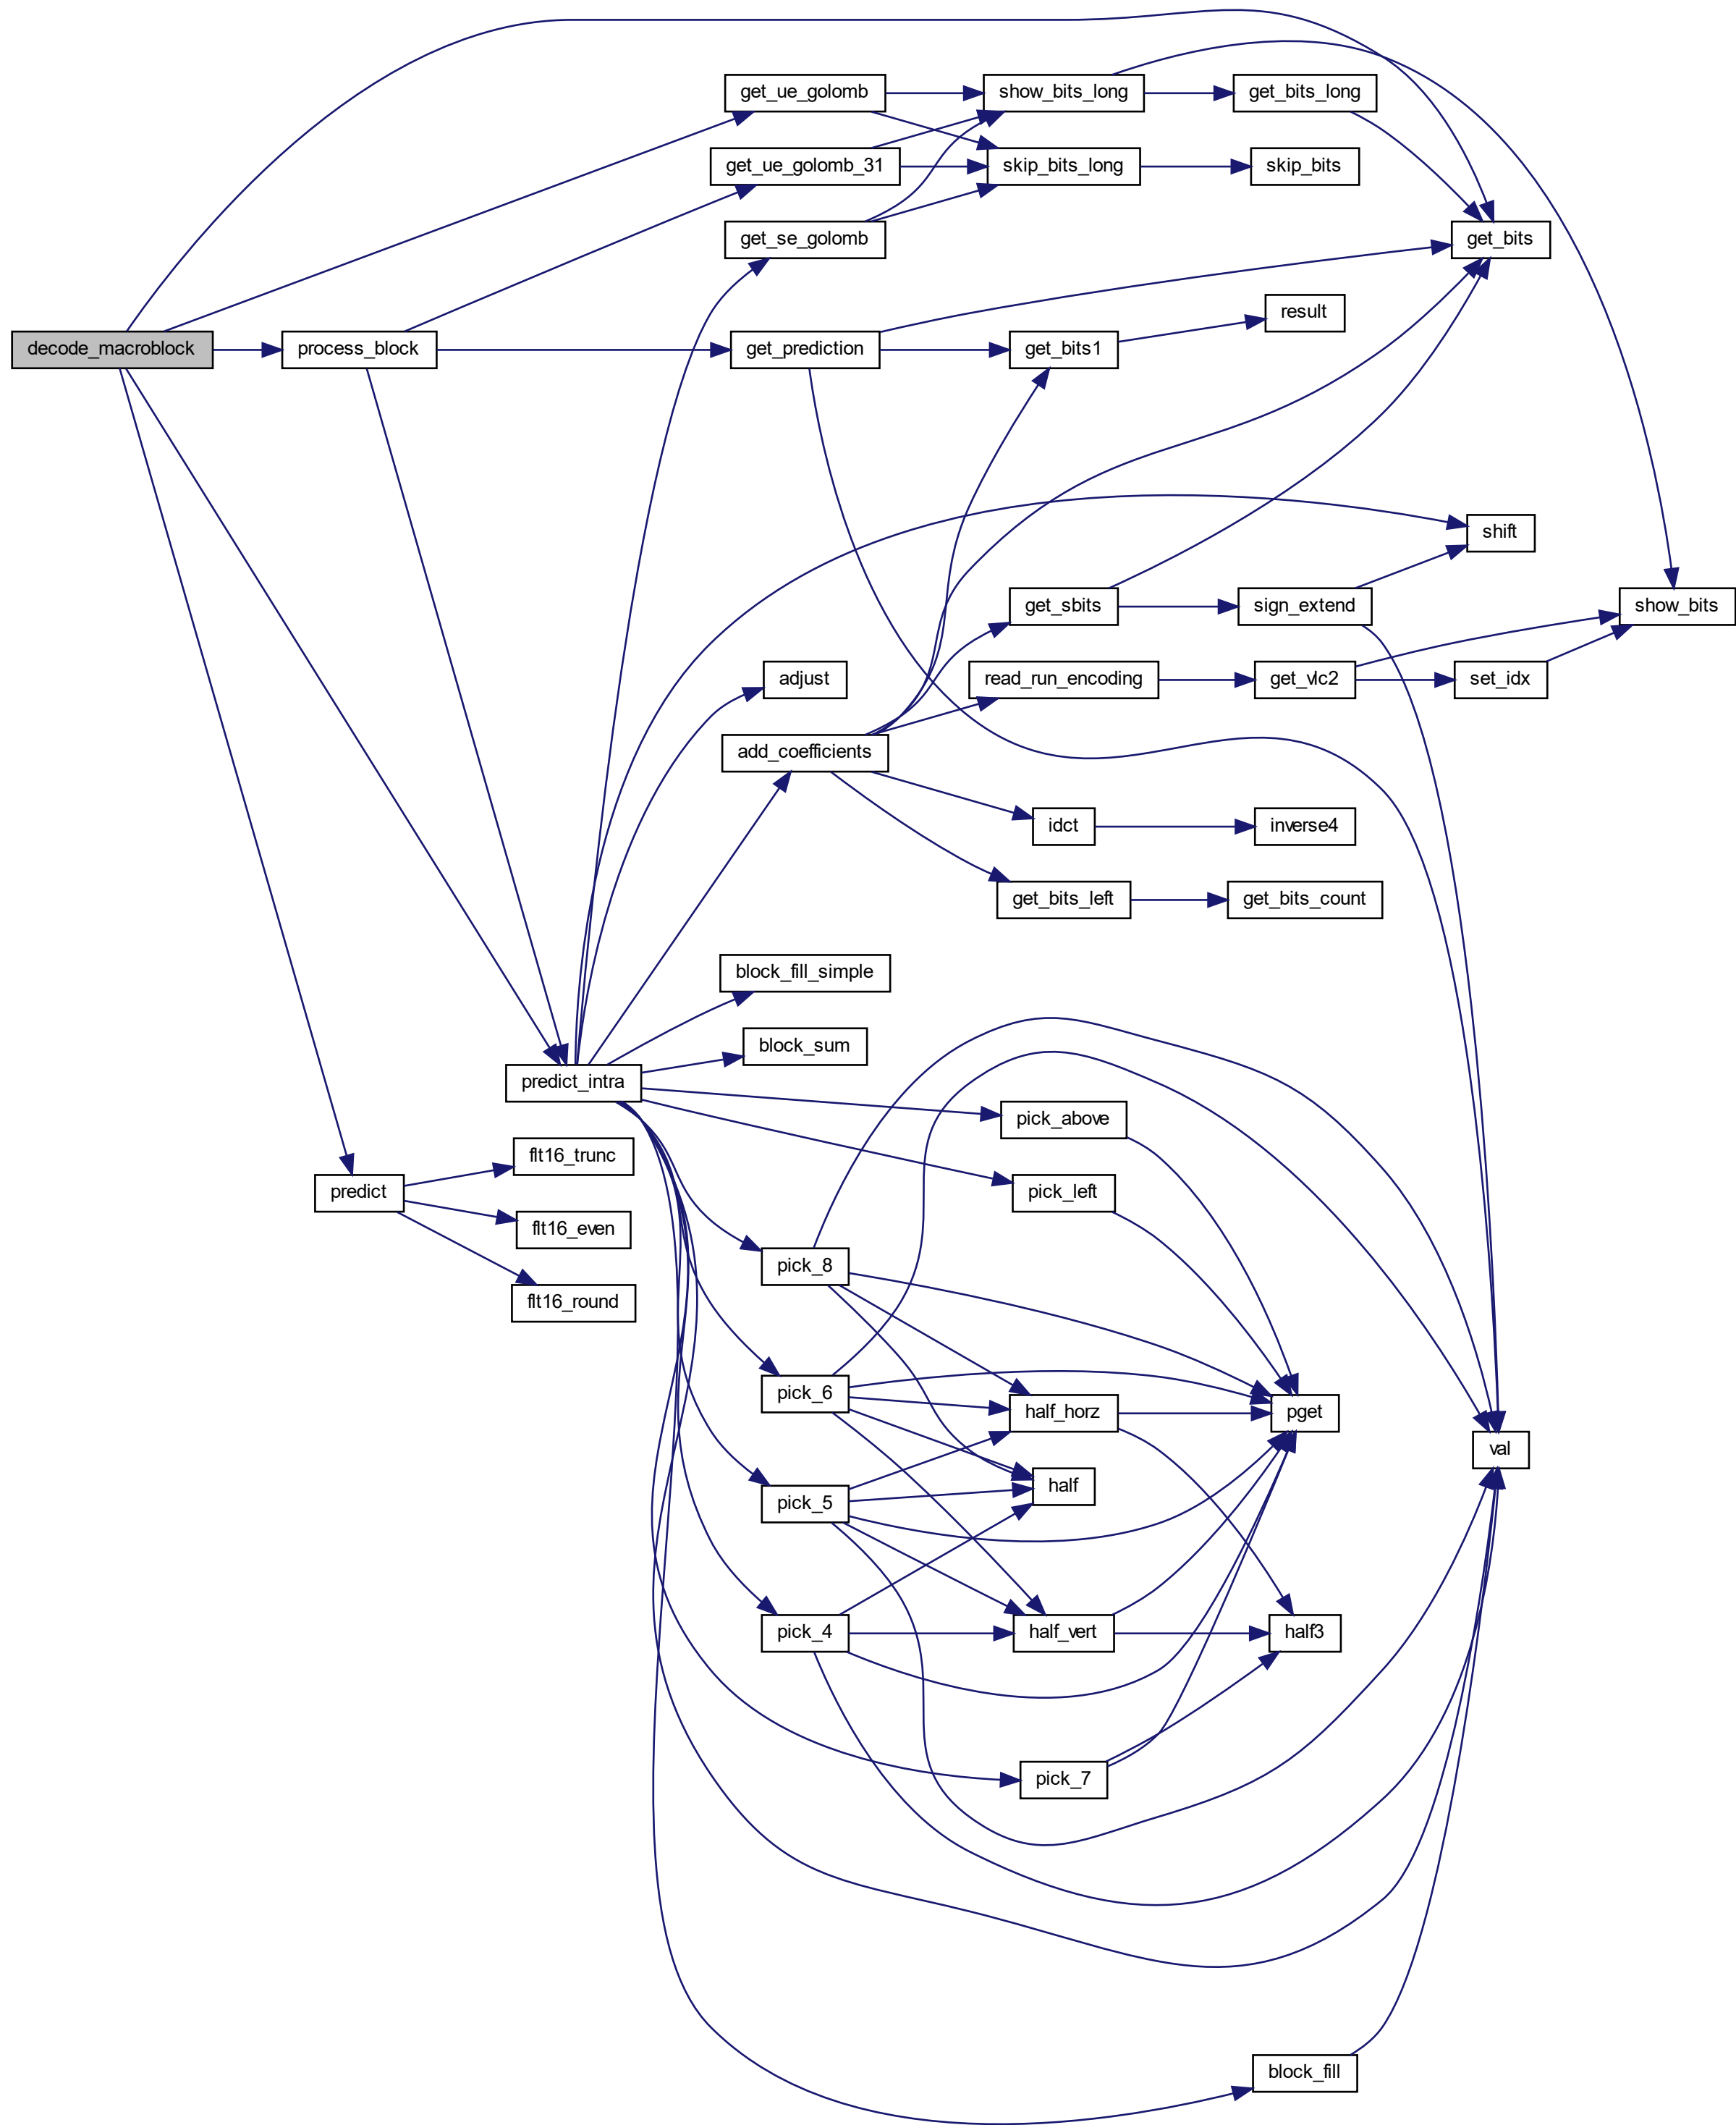 get_ue_golomb
show_bits_long
get_bits_long
get_ue_golomb_31
skip_bits_long
skip_bits
get_se_golomb
get_bits
result
decode_macroblock
process_block
get_prediction
get_bits1
shift
get_sbits
sign_extend
show_bits
adjust
read_run_encoding
get_vlc2
set_idx
add_coefficients
idct
inverse4
get_bits_left
get_bits_count
block_fill_simple
block_sum
predict_intra
pick_above
flt16_trunc
pick_left
predict
flt16_even
pick_8
flt16_round
pick_6
half_horz
pget
val
half
pick_5
pick_4
half_vert
half3
pick_7
block_fill